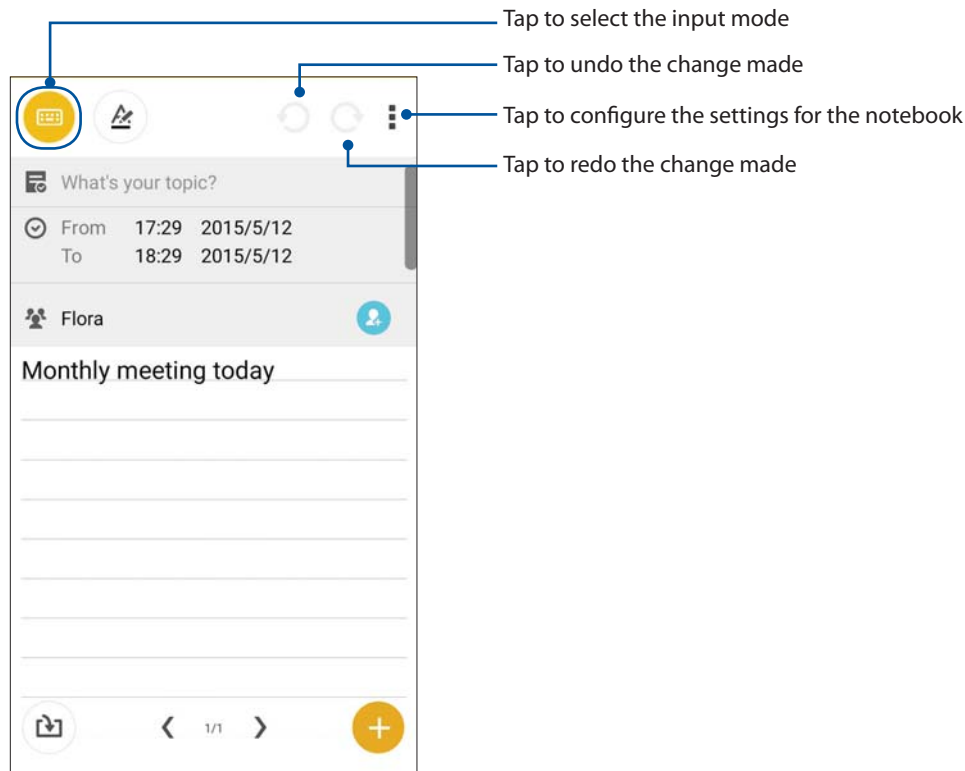 Tap to select the input mode
Tap to undo the change made
Tap to configure the settings for the notebook
Tap to redo the change made
What's your topic?
From 17:29 2015/5/12
To 18:29 2015/5/12
Flora
Monthly meeting today
1/1